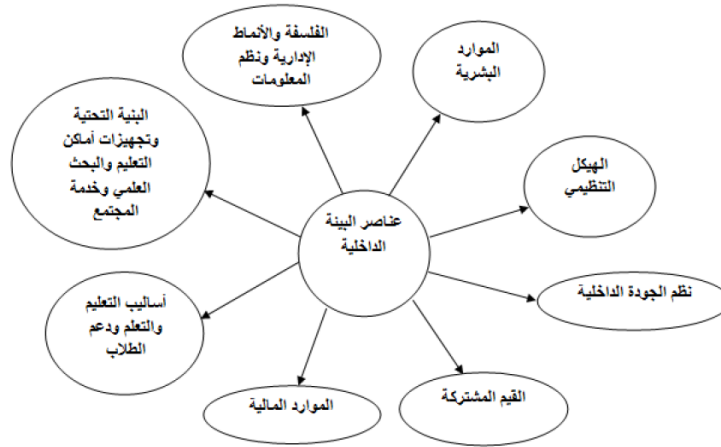 الفلسفة والأنماط
الإدارية ونظم
المعلومات
الموارد
البشرية
البنية التحتية
وتجهيزات أماكن
التعليم والبحث
العلمي وخدمة
المجتمع
الهيكل
التنظيمي
عناصر البيئة
الداخلية
نظم الجودة الداخلية
أساليب التعليم
والتعلم ودعم
الطلاب
القيم المشتركة
الموارد المالية